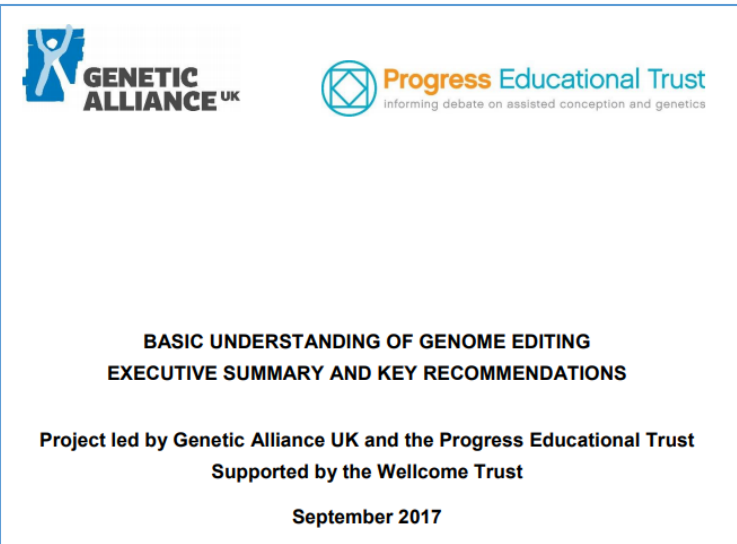 GENETIC
ALLIANCE UK
Progress Educational Trust
informing debate on assisted conception and genetics
BASIC UNDERSTANDING OF GENOME EDITING
EXECUTIVE SUMMARY AND KEY RECOMMENDATIONS
Project led by Genetic Alliance UK and the Progress Educational Trust
Supported by the Wellcome Trust
September 2017